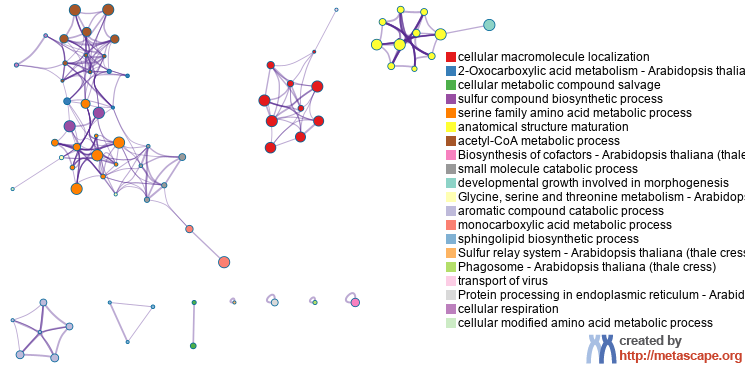 cellular macromolecule localization
2-Oxocarboxylic acid metabolism - Arabidopsis thalia
cellular metabolic compound salvage
sulfur compound biosynthetic process
serine family amino acid metabolic process
anatomical structure maturation
acetyl-CoA metabolic process
Biosynthesis of cofactors - Arabidopsis thaliana (thale
small molecule catabolic process
developmental growth involved in morphogenesis
Glycine, serine and threonine metabolism - Arabidops
aromatic compound catabolic process
monocarboxylic acid metabolic process
sphingolipid biosynthetic process
Sulfur relay system - Arabidopsis thaliana (thale cress
Phagosome - Arabidopsis thaliana (thale cress)
transport of virus
Protein processing in endoplasmic reticulum - Arabid
cellular respiration
cellular modified amino acid metabolic process
created by
http://metascape.org